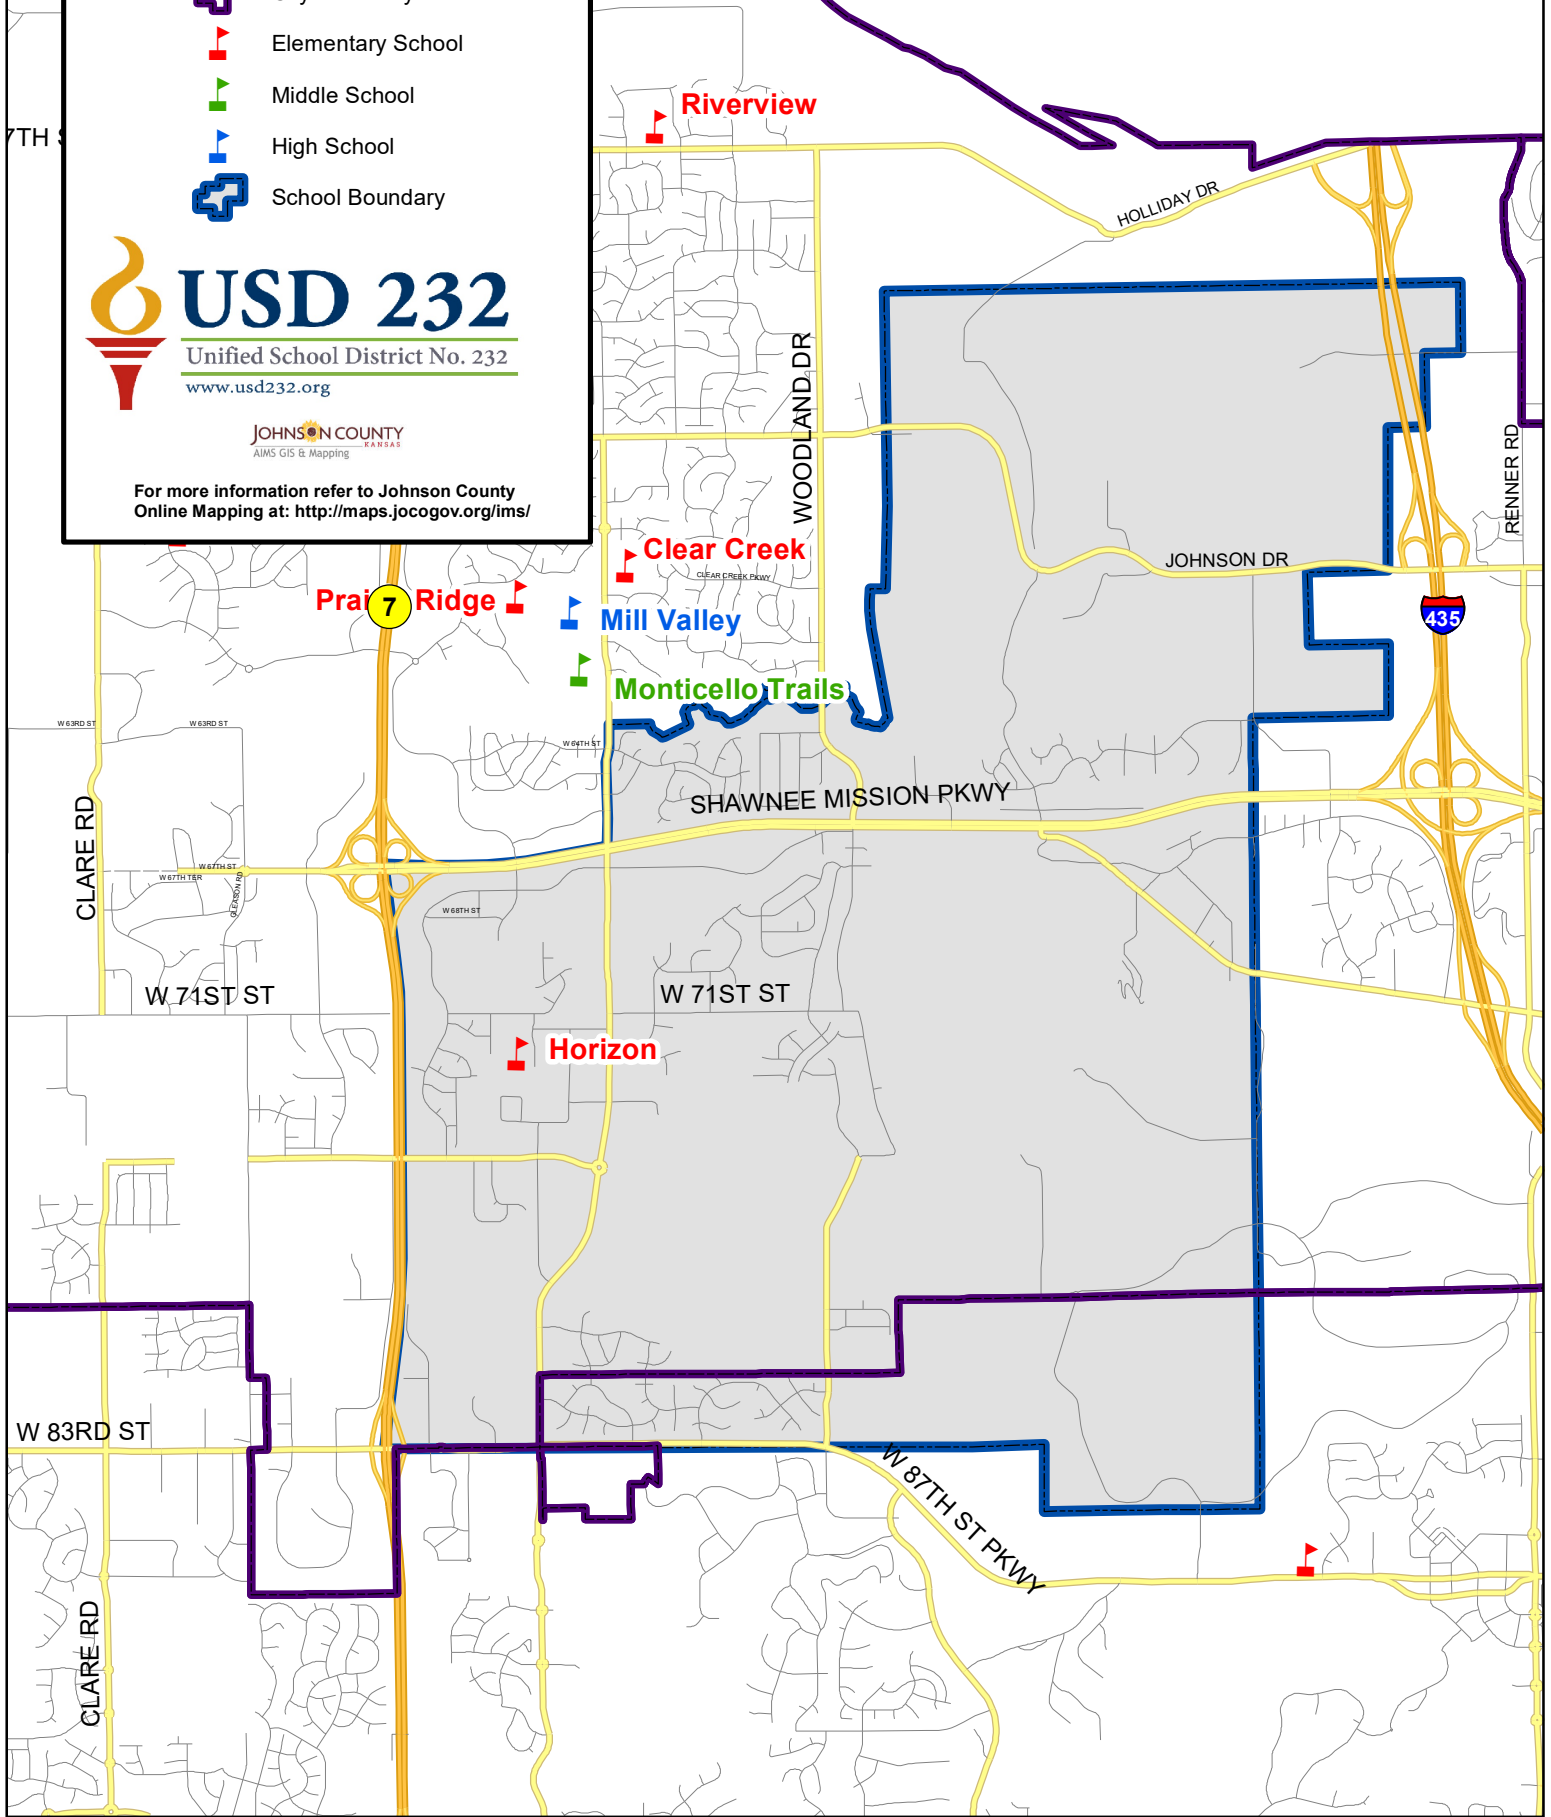 Elementary School
Middle School
High School
School Boundary
USD 232
Unified School District No. 232
www.usd232.org
JOHNSON COUNTY
KANSAS
AIMS GIS & Mapping
For more information refer to Johnson County
Online Mapping at: http://maps.jocogov.org/ims/
7TH
Riverview
HOLLIDAY DR
WOODLAND DR
RENNER RD
Clear Creek
CLEAR CREEK PKWY
JOHNSON DR
Ridge
7
Mill Valley
435
Monticello Trails
W 63RD ST
W 63RD ST
W 64TH ST
SHAWNEE MISSION PKWY
CLARE RD
W 67TH ST
W 67TH TER
GLEASON RD
W 68TH ST
W 71ST ST
W 71ST ST
Horizon
W 83RD ST
W 87TH ST PKWY
CLARE RD